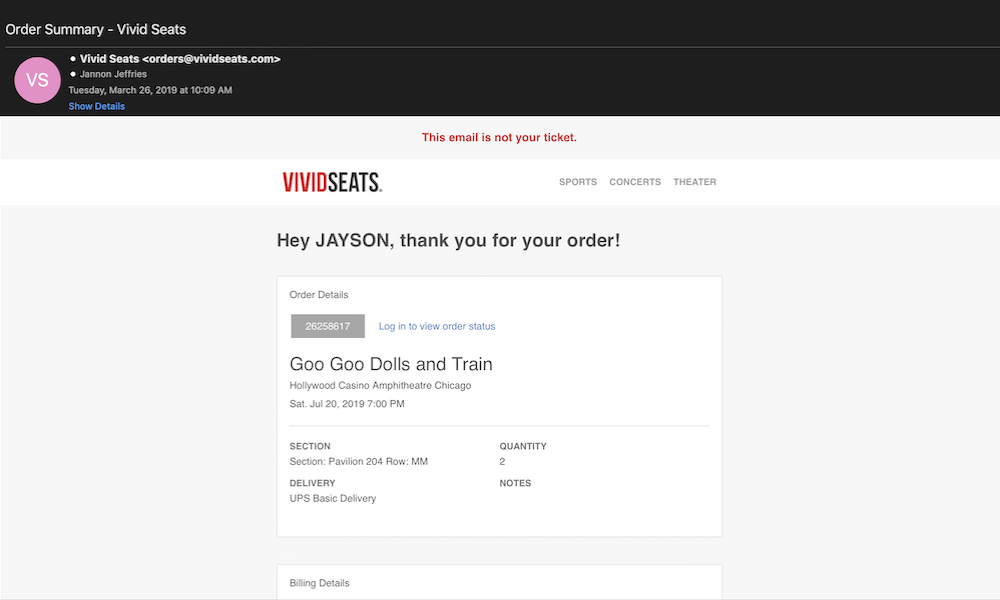 Order Summary - Vivid Seats
VS
Vivid Seats <orders@vividseats.com>
Jannon Jeffries
Tuesday, March 26, 2019 at 10:09 AM
Show Details
This email is not your ticket.
VIVIDSEATS® SPORTS CONCERTS THEATER
Hey JAYSON, thank you for your order!
Order Details
26258617 Log in to view order status
Goo Goo Dolls and Train
Hollywood Casino Amphitheatre Chicago
Sat. Jul 20, 2019 7:00 PM
SECTION QUANTITY
Section: Pavilion 204 Row: MM 2
DELIVERY NOTES
UPS Basic Delivery
Billing Details